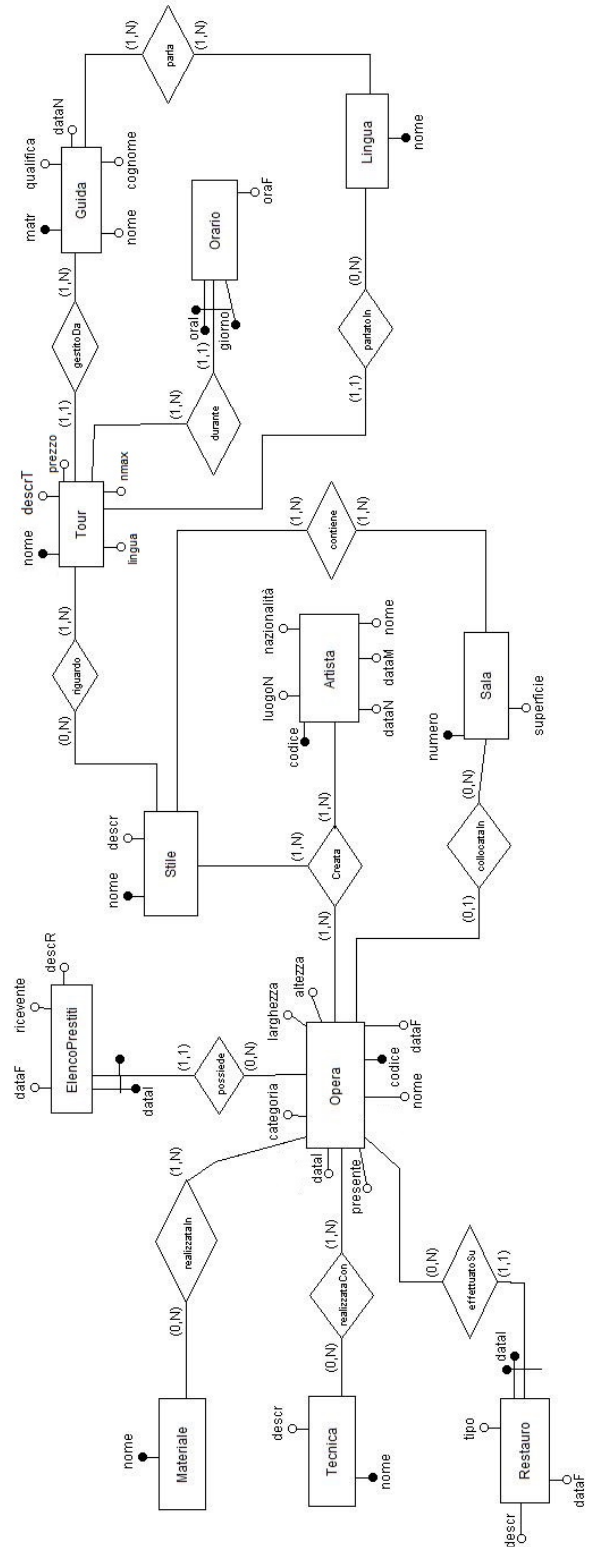 nome
Materiale
(0,N)
realizzataIn
(1,N)
dataF
ricevente
descR
ElencoPrestiti
dataI
(1,1)
possiede
(0,N)
nome
descr
Stile
(0,N)
riguardo
(1,N)
nome
descrT
prezzo
Tour
lingua
nmax
(1,1)
gestitoDa
(1,N)
matr
qualifica
dataN
Guida
nome
cognome
(1,N)
parla
(1,N)
descr
Tecnica
nome
(0,N)
realizzataCon
(1,N)
categoria
larghezza
altezza
dataI
presente
Opera
nome
codice
dataF
(1,N)
Creata
(1,N)
(1,N)
codice
luogoN
nazionalità
Artista
dataN
dataM
nome
(1,N)
durante
(1,1)
oraI
giorno
Orario
oraF
(1,N)
contiene
(1,N)
(1,1)
parlatoIn
(0,N)
Lingua
nome
tipo
dataI
Restauro
descr
dataF
(1,1)
effettuatoSu
(0,N)
(0,1)
collocataIn
(0,N)
numero
Sala
superficie